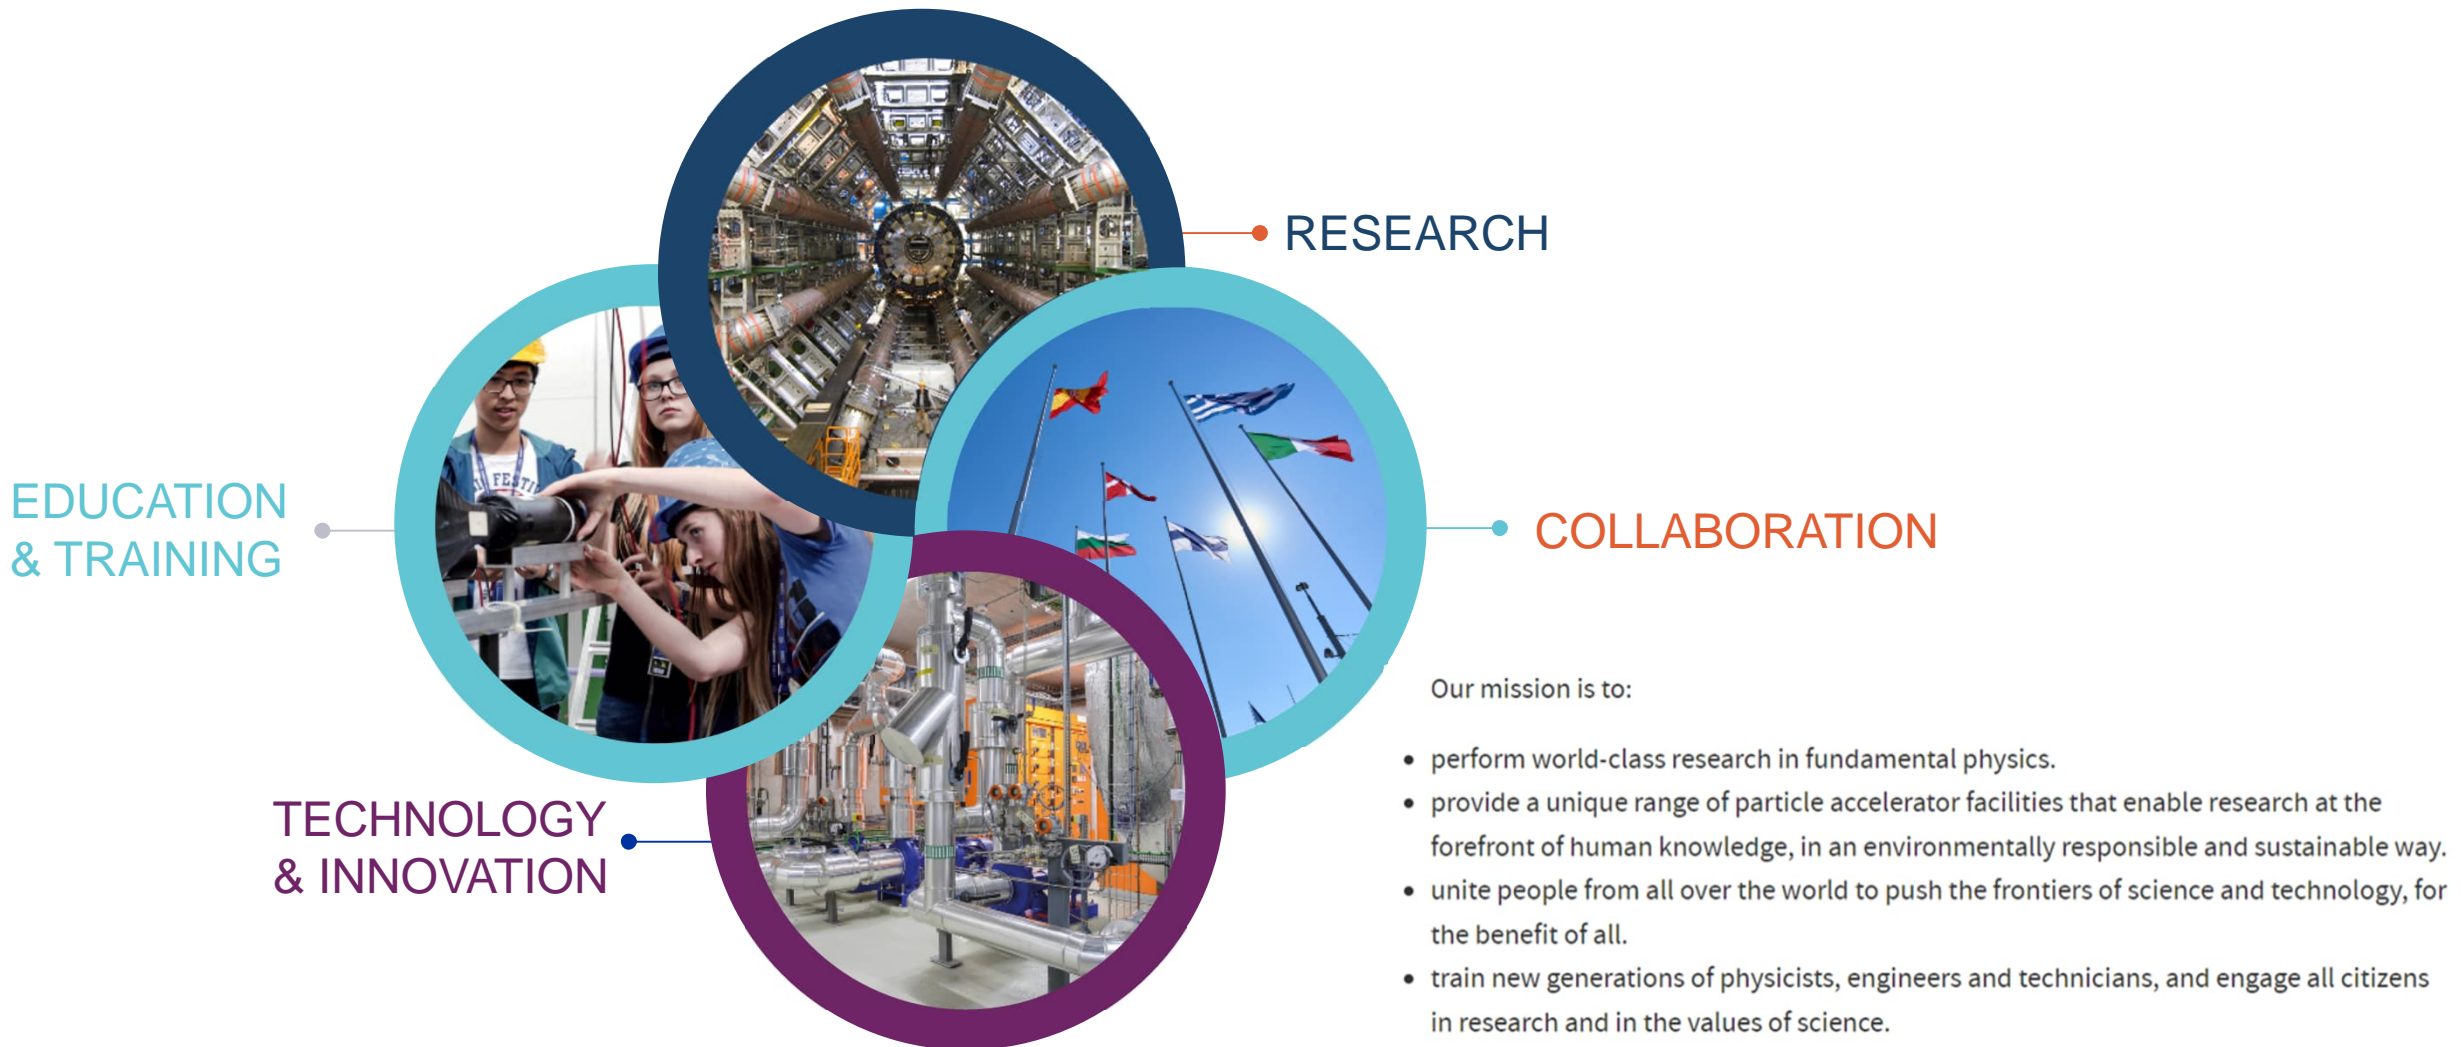 RESEARCH
EDUCATION
& TRAINING
COLLABORATION
TECHNOLOGY
& INNOVATION
Our mission is to:
• perform world-class research in fundamental physics.
• provide a unique range of particle accelerator facilities that enable research at the
forefront of human knowledge, in an environmentally responsible and sustainable way.
• unite people from all over the world to push the frontiers of science and technology, for
the benefit of all.
• train new generations of physicists, engineers and technicians, and engage all citizens
in research and in the values of science.